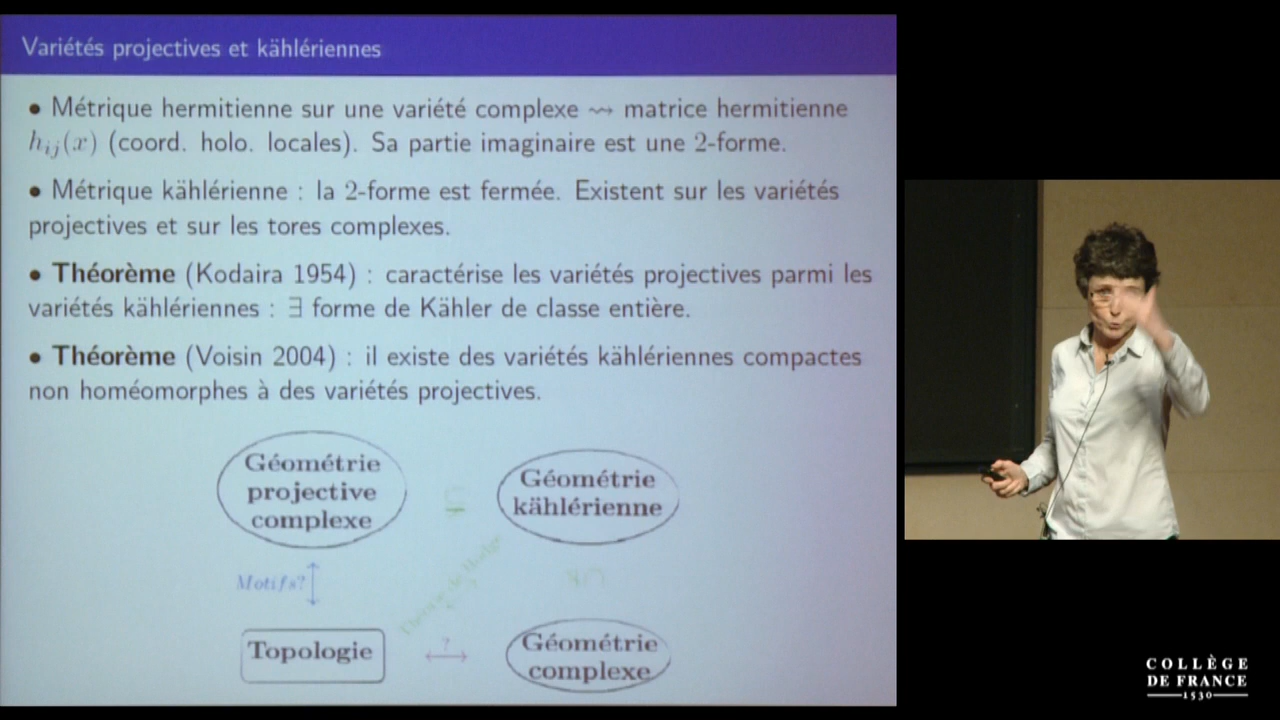 Variétés projectives et kählériennes
• Métrique hermitienne sur une variété complexe ⇝ matrice hermitienne
h_{ij}(x) (coord. holo. locales). Sa partie imaginaire est une 2-forme.
• Métrique kählérienne : la 2-forme est fermée. Existent sur les variétés
projectives et sur les tores complexes.
• Théorème (Kodaira 1954) : caractérise les variétés projectives parmi les
variétés kählériennes : ∃ forme de Kähler de classe entière.
• Théorème (Voisin 2004) : il existe des variétés kählériennes compactes
non homéomorphes à des variétés projectives.
Géométrie
projective
complexe
⊊
Géométrie
kählérienne
Motifs?
Théorie de Hodge
Topologie
?
Géométrie
complexe
COLLÈGE
DE FRANCE
1530